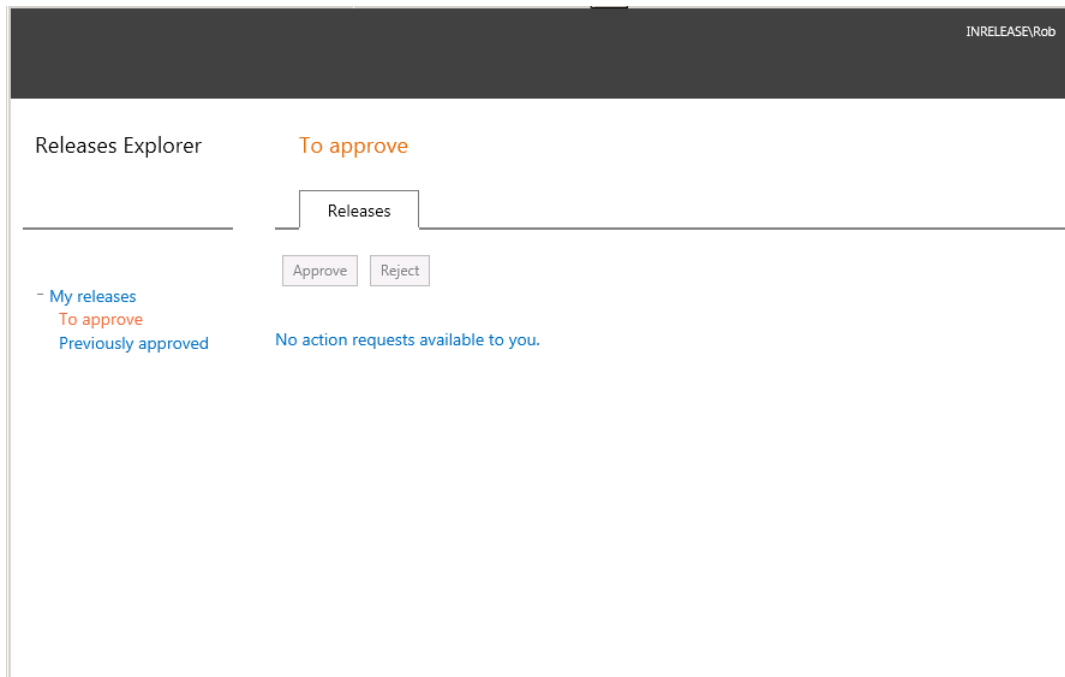 INRELEASE\Rob
Releases Explorer
To approve
Releases
Approve
Reject
My releases
To approve
Previously approved
No action requests available to you.